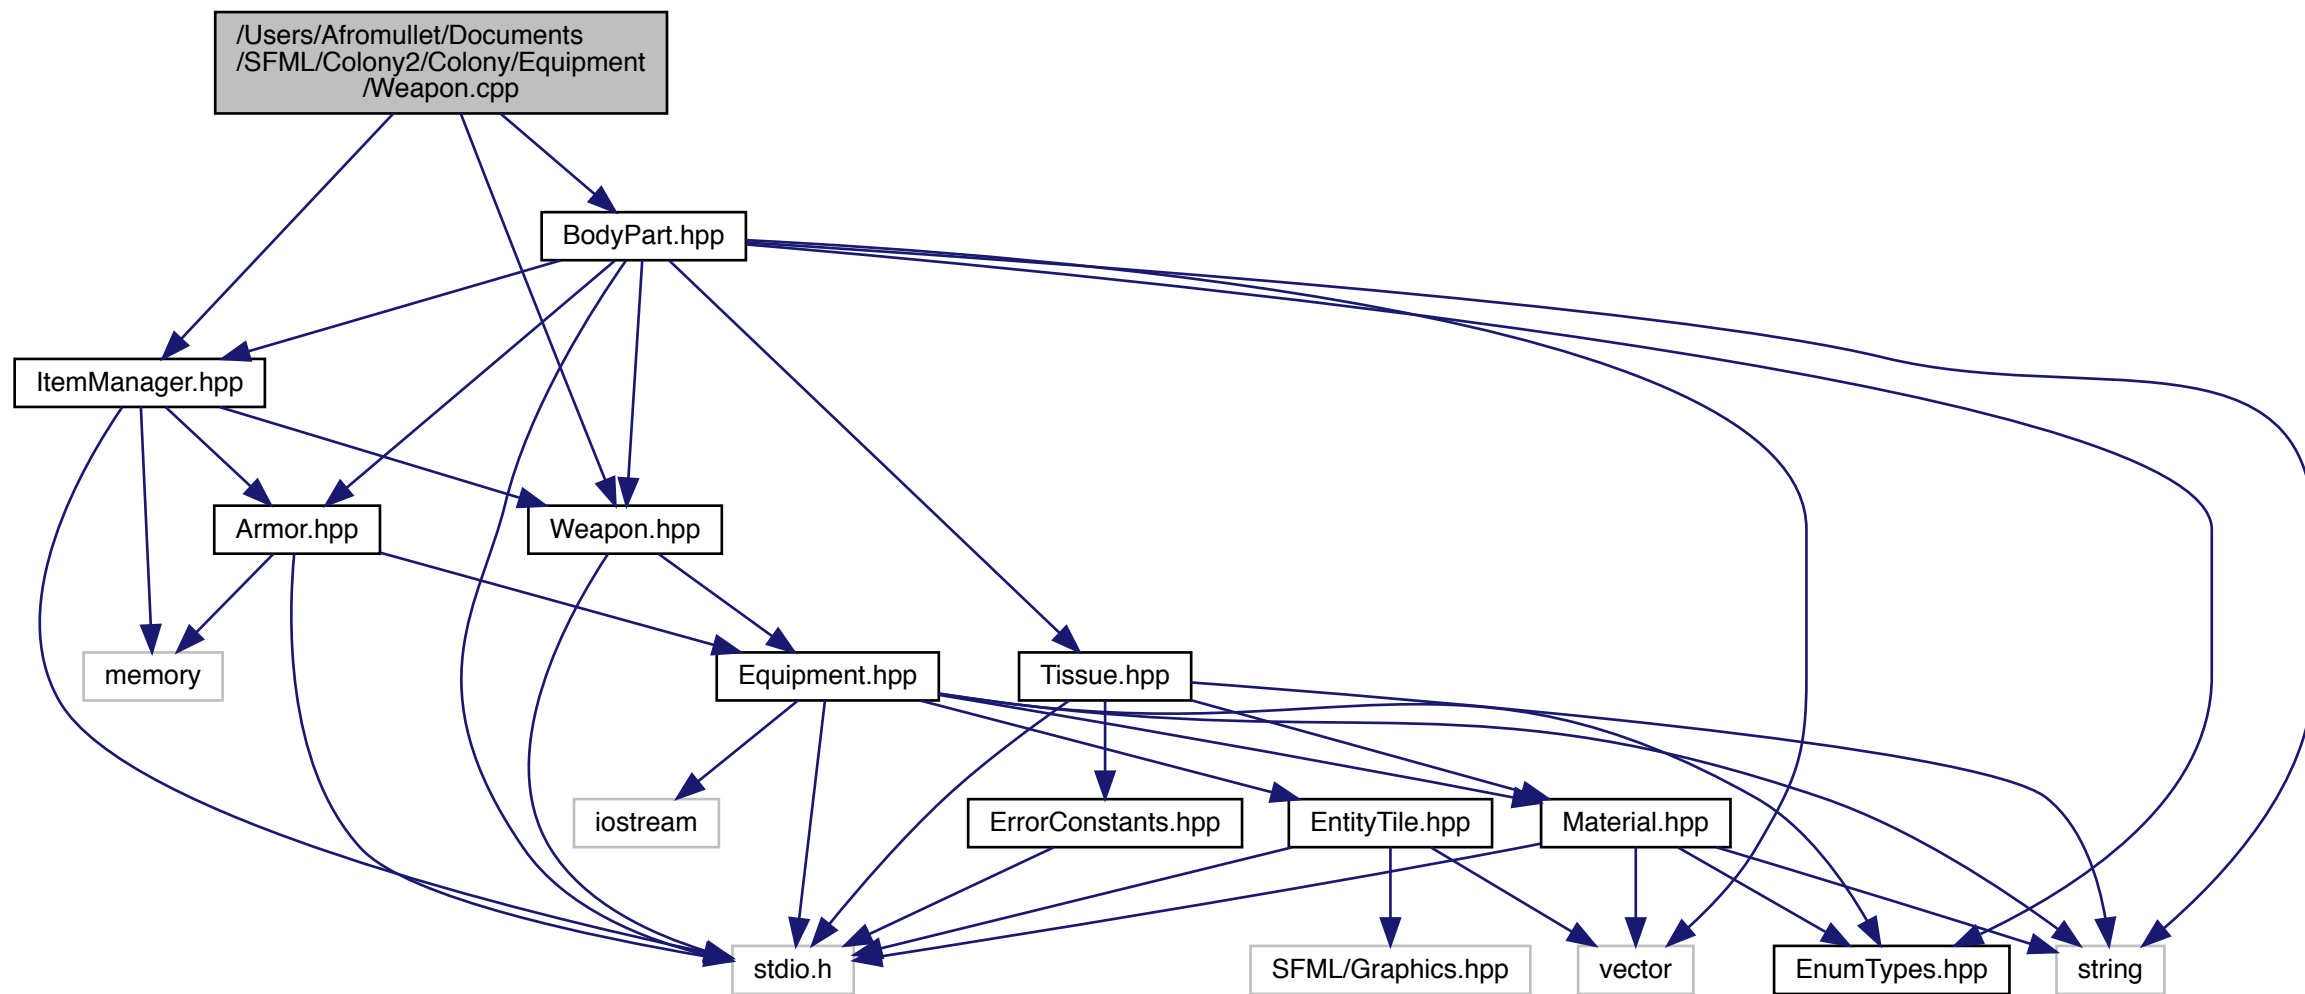 /Users/Afromullet/Documents
/SFML/Colony2/Colony/Equipment
/Weapon.cpp
BodyPart.hpp
ItemManager.hpp
Armor.hpp
Weapon.hpp
memory
Equipment.hpp
Tissue.hpp
iostream
ErrorConstants.hpp
EntityTile.hpp
Material.hpp
stdio.h
SFML/Graphics.hpp
vector
EnumTypes.hpp
string